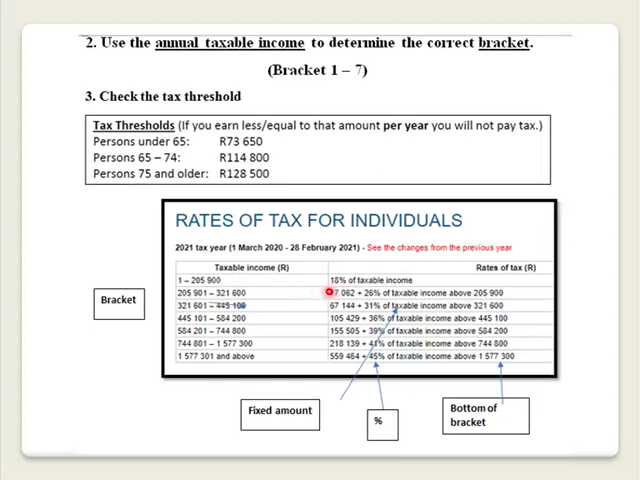 2. Use the annual taxable income to determine the correct bracket.
(Bracket 1 – 7)
3. Check the tax threshold
Tax Thresholds (If you earn less/equal to that amount per year you will not pay tax.)
Persons under 65: R73 650
Persons 65 – 74: R114 800
Persons 75 and older: R128 500
RATES OF TAX FOR INDIVIDUALS
2021 tax year (1 March 2020 - 28 February 2021) - See the changes from the previous year
Taxable income (R) Rates of tax (R)
1 – 205 900 18% of taxable income
205 901 – 321 600 7 062 + 26% of taxable income above 205 900
321 601 – 445 100 67 144 + 31% of taxable income above 321 600
445 101 – 584 200 105 429 + 36% of taxable income above 445 100
584 201 – 744 800 155 505 + 39% of taxable income above 584 200
744 801 – 1 577 300 218 139 + 41% of taxable income above 744 800
1 577 301 and above 559 464 + 45% of taxable income above 1 577 300
Bracket
Fixed amount
%
Bottom of
bracket